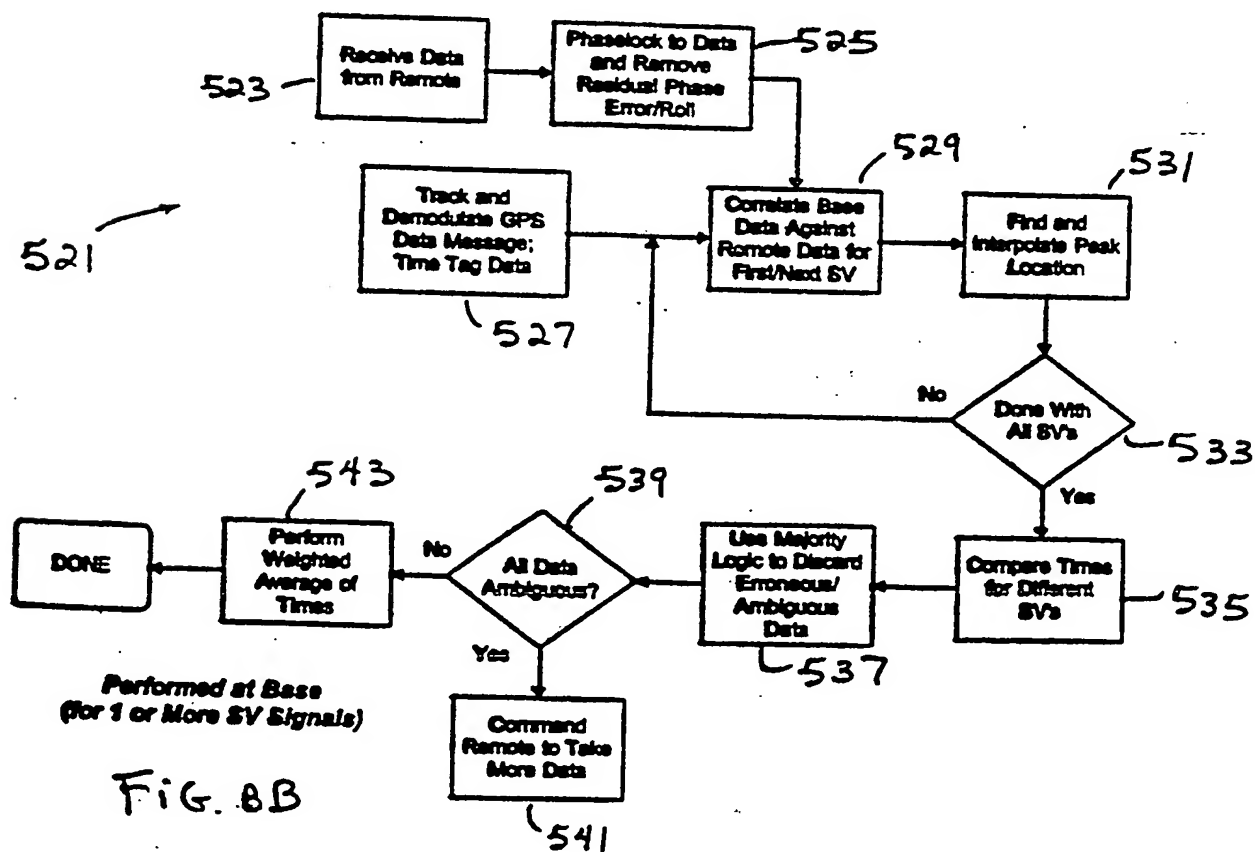 523
Receive Data
from Remote
Phaselock to Data
and Remove
Residual Phase
Error/Roll
525
521
Track and
Demodulate GPS
Data Message;
Time Tag Data
527
Correlate Base
Data Against
Remote Data for
First/Next SV
529
Find and
Interpolate Peak
Location
531
No
Done With
All SV's
533
Yes
Compare Times
for Different
SV's
535
Use Majority
Logic to Discard
Erroneous/
Ambiguous
Data
537
All Data
Ambiguous?
539
No
Yes
Perform
Weighted
Average of
Times
543
DONE
Command
Remote to Take
More Data
541
Performed at Base
(for 1 or More SV Signals)
FiG. 8B